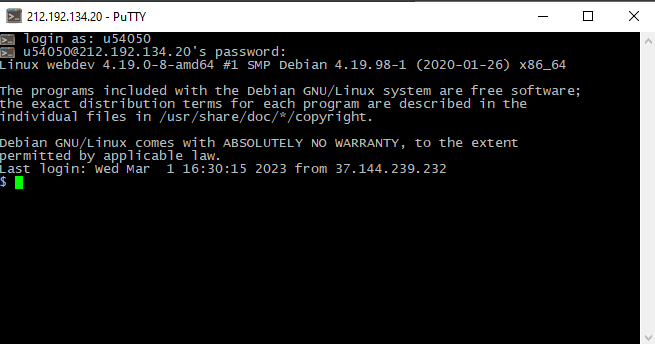 212.192.134.20 - PuTTY
login as: u54050
u54050@212.192.134.20's password:
Linux webdev 4.19.0-8-amd64 #1 SMP Debian 4.19.98-1 (2020-01-26) x86_64
The programs included with the Debian GNU/Linux system are free software;
the exact distribution terms for each program are described in the
individual files in /usr/share/doc/*/copyright.
Debian GNU/Linux comes with ABSOLUTELY NO WARRANTY, to the extent
permitted by applicable law.
Last login: Wed Mar  1 16:30:15 2023 from 37.144.239.232
$